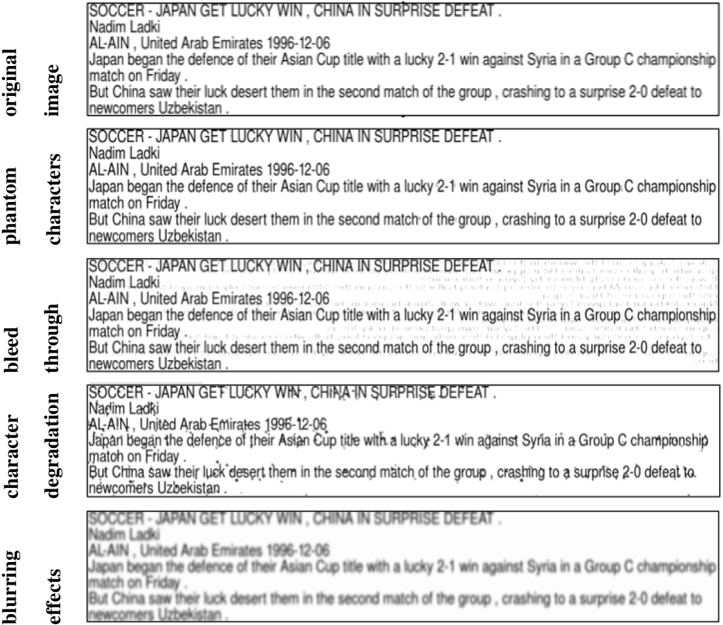 original image
SOCCER - JAPAN GET LUCKY WIN , CHINA IN SURPRISE DEFEAT .
Nadim Ladki
AL-AIN , United Arab Emirates 1996-12-06
Japan began the defence of their Asian Cup title with a lucky 2-1 win against Syria in a Group C championship
match on Friday .
But China saw their luck desert them in the second match of the group , crashing to a surprise 2-0 defeat to
newcomers Uzbekistan .
phantom characters
SOCCER - JAPAN GET LUCKY WIN , CHINA IN SURPRISE DEFEAT .
Nadim Ladki
AL-AIN , United Arab Emirates 1996-12-06
Japan began the defence of their Asian Cup title with a lucky 2-1 win against Syria in a Group C championship
match on Friday .
But China saw their luck desert them in the second match of the group , crashing to a surprise 2-0 defeat to
newcomers Uzbekistan .
bleed through
SOCCER - JAPAN GET LUCKY WIN , CHINA IN SURPRISE DEFEAT .
Nadim Ladki
AL-AIN , United Arab Emirates 1996-12-06
Japan began the defence of their Asian Cup title with a lucky 2-1 win against Syria in a Group C championship
match on Friday .
But China saw their luck desert them in the second match of the group , crashing to a surprise 2-0 defeat to
newcomers Uzbekistan .
character degradation
SOCCER - JAPAN GET LUCKY WIN , CHINA IN SURPRISE DEFEAT .
Nadim Ladki
AL-AIN , United Arab Emirates 1996-12-06
Japan began the defence of their Asian Cup title with a lucky 2-1 win against Syria in a Group C championship
match on Friday .
But China saw their luck desert them in the second match of the group , crashing to a surprise 2-0 defeat to
newcomers Uzbekistan .
blurring effects
SOCCER - JAPAN GET LUCKY WIN , CHINA IN SURPRISE DEFEAT .
Nadim Ladki
AL-AIN , United Arab Emirates 1996-12-06
Japan began the defence of their Asian Cup title with a lucky 2-1 win against Syria in a Group C championship
match on Friday .
But China saw their luck desert them in the second match of the group , crashing to a surprise 2-0 defeat to
newcomers Uzbekistan .